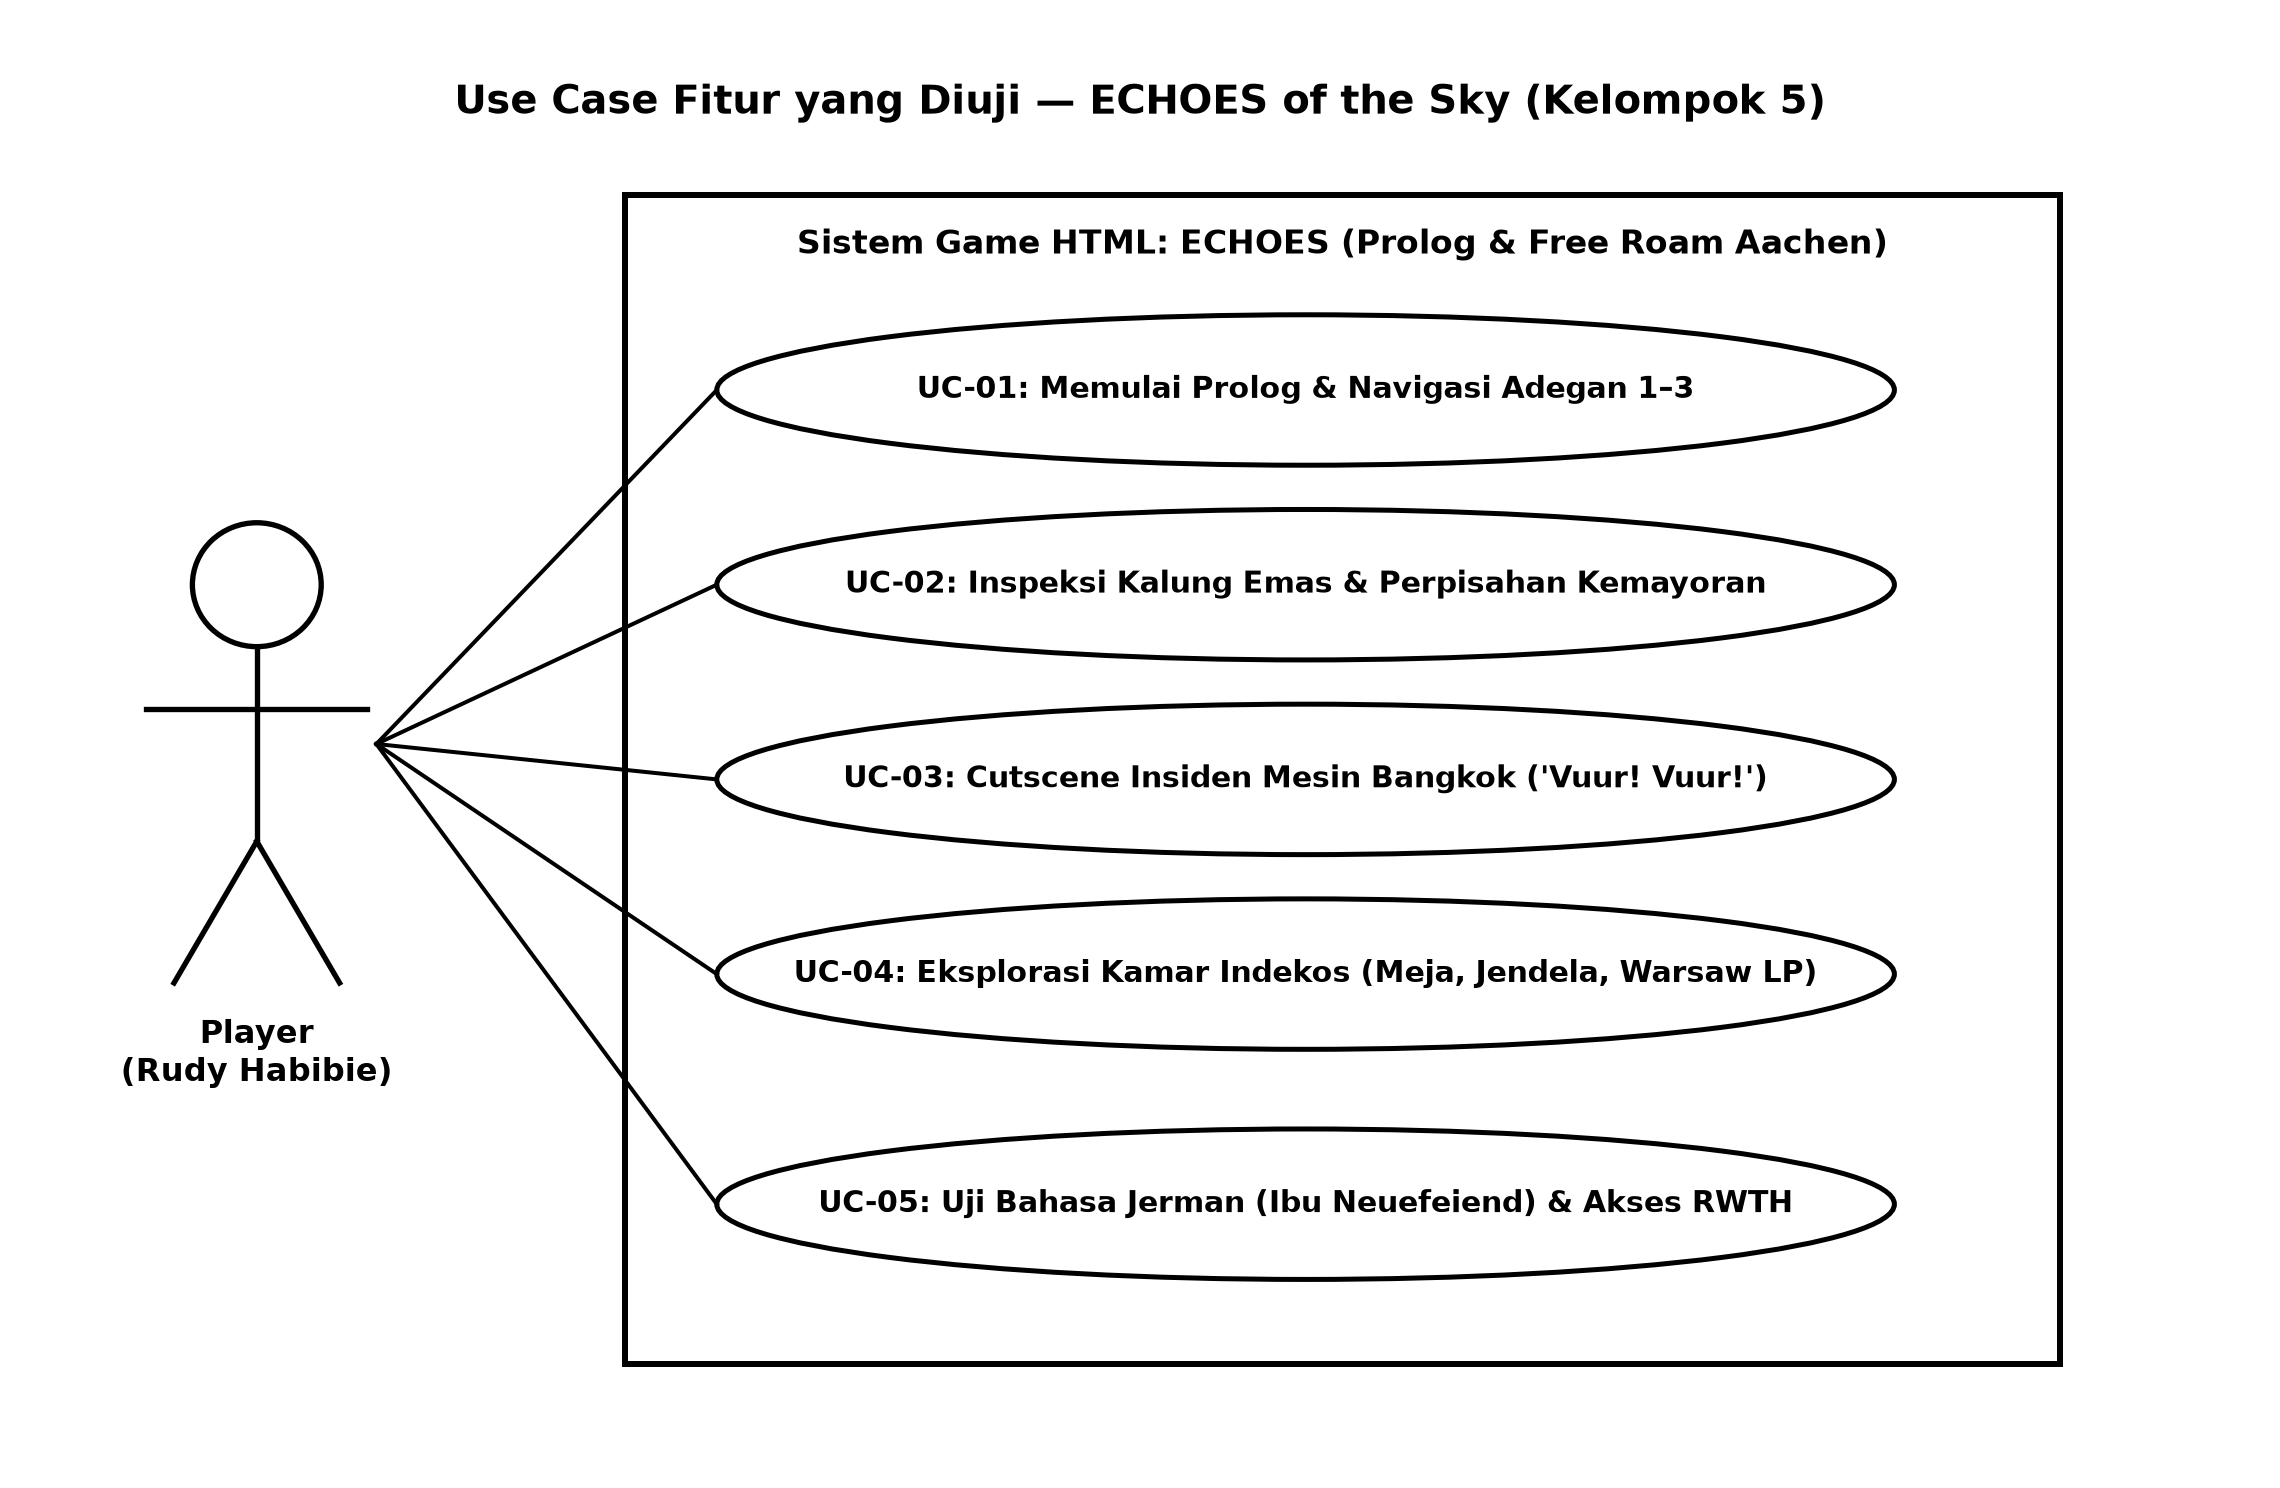 Use Case Fitur yang Diuji — ECHOES of the Sky (Kelompok 5)
Sistem Game HTML: ECHOES (Prolog & Free Roam Aachen)
UC-01: Memulai Prolog & Navigasi Adegan 1–3
UC-02: Inspeksi Kalung Emas & Perpisahan Kemayoran
UC-03: Cutscene Insiden Mesin Bangkok ('Vuur! Vuur!')
UC-04: Eksplorasi Kamar Indekos (Meja, Jendela, Warsaw LP)
UC-05: Uji Bahasa Jerman (Ibu Neuefeiend) & Akses RWTH
Player
(Rudy Habibie)